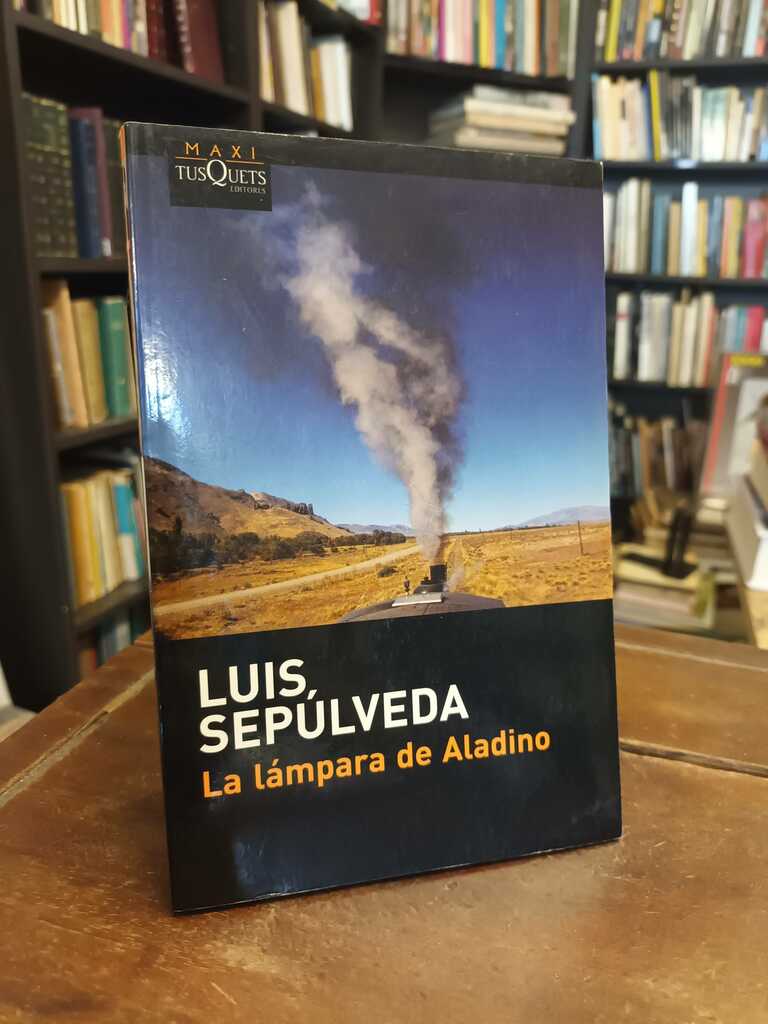 MAXI
TUSQUETS
EDITORES
LUIS
SEPÚLVEDA
La lámpara de Aladino